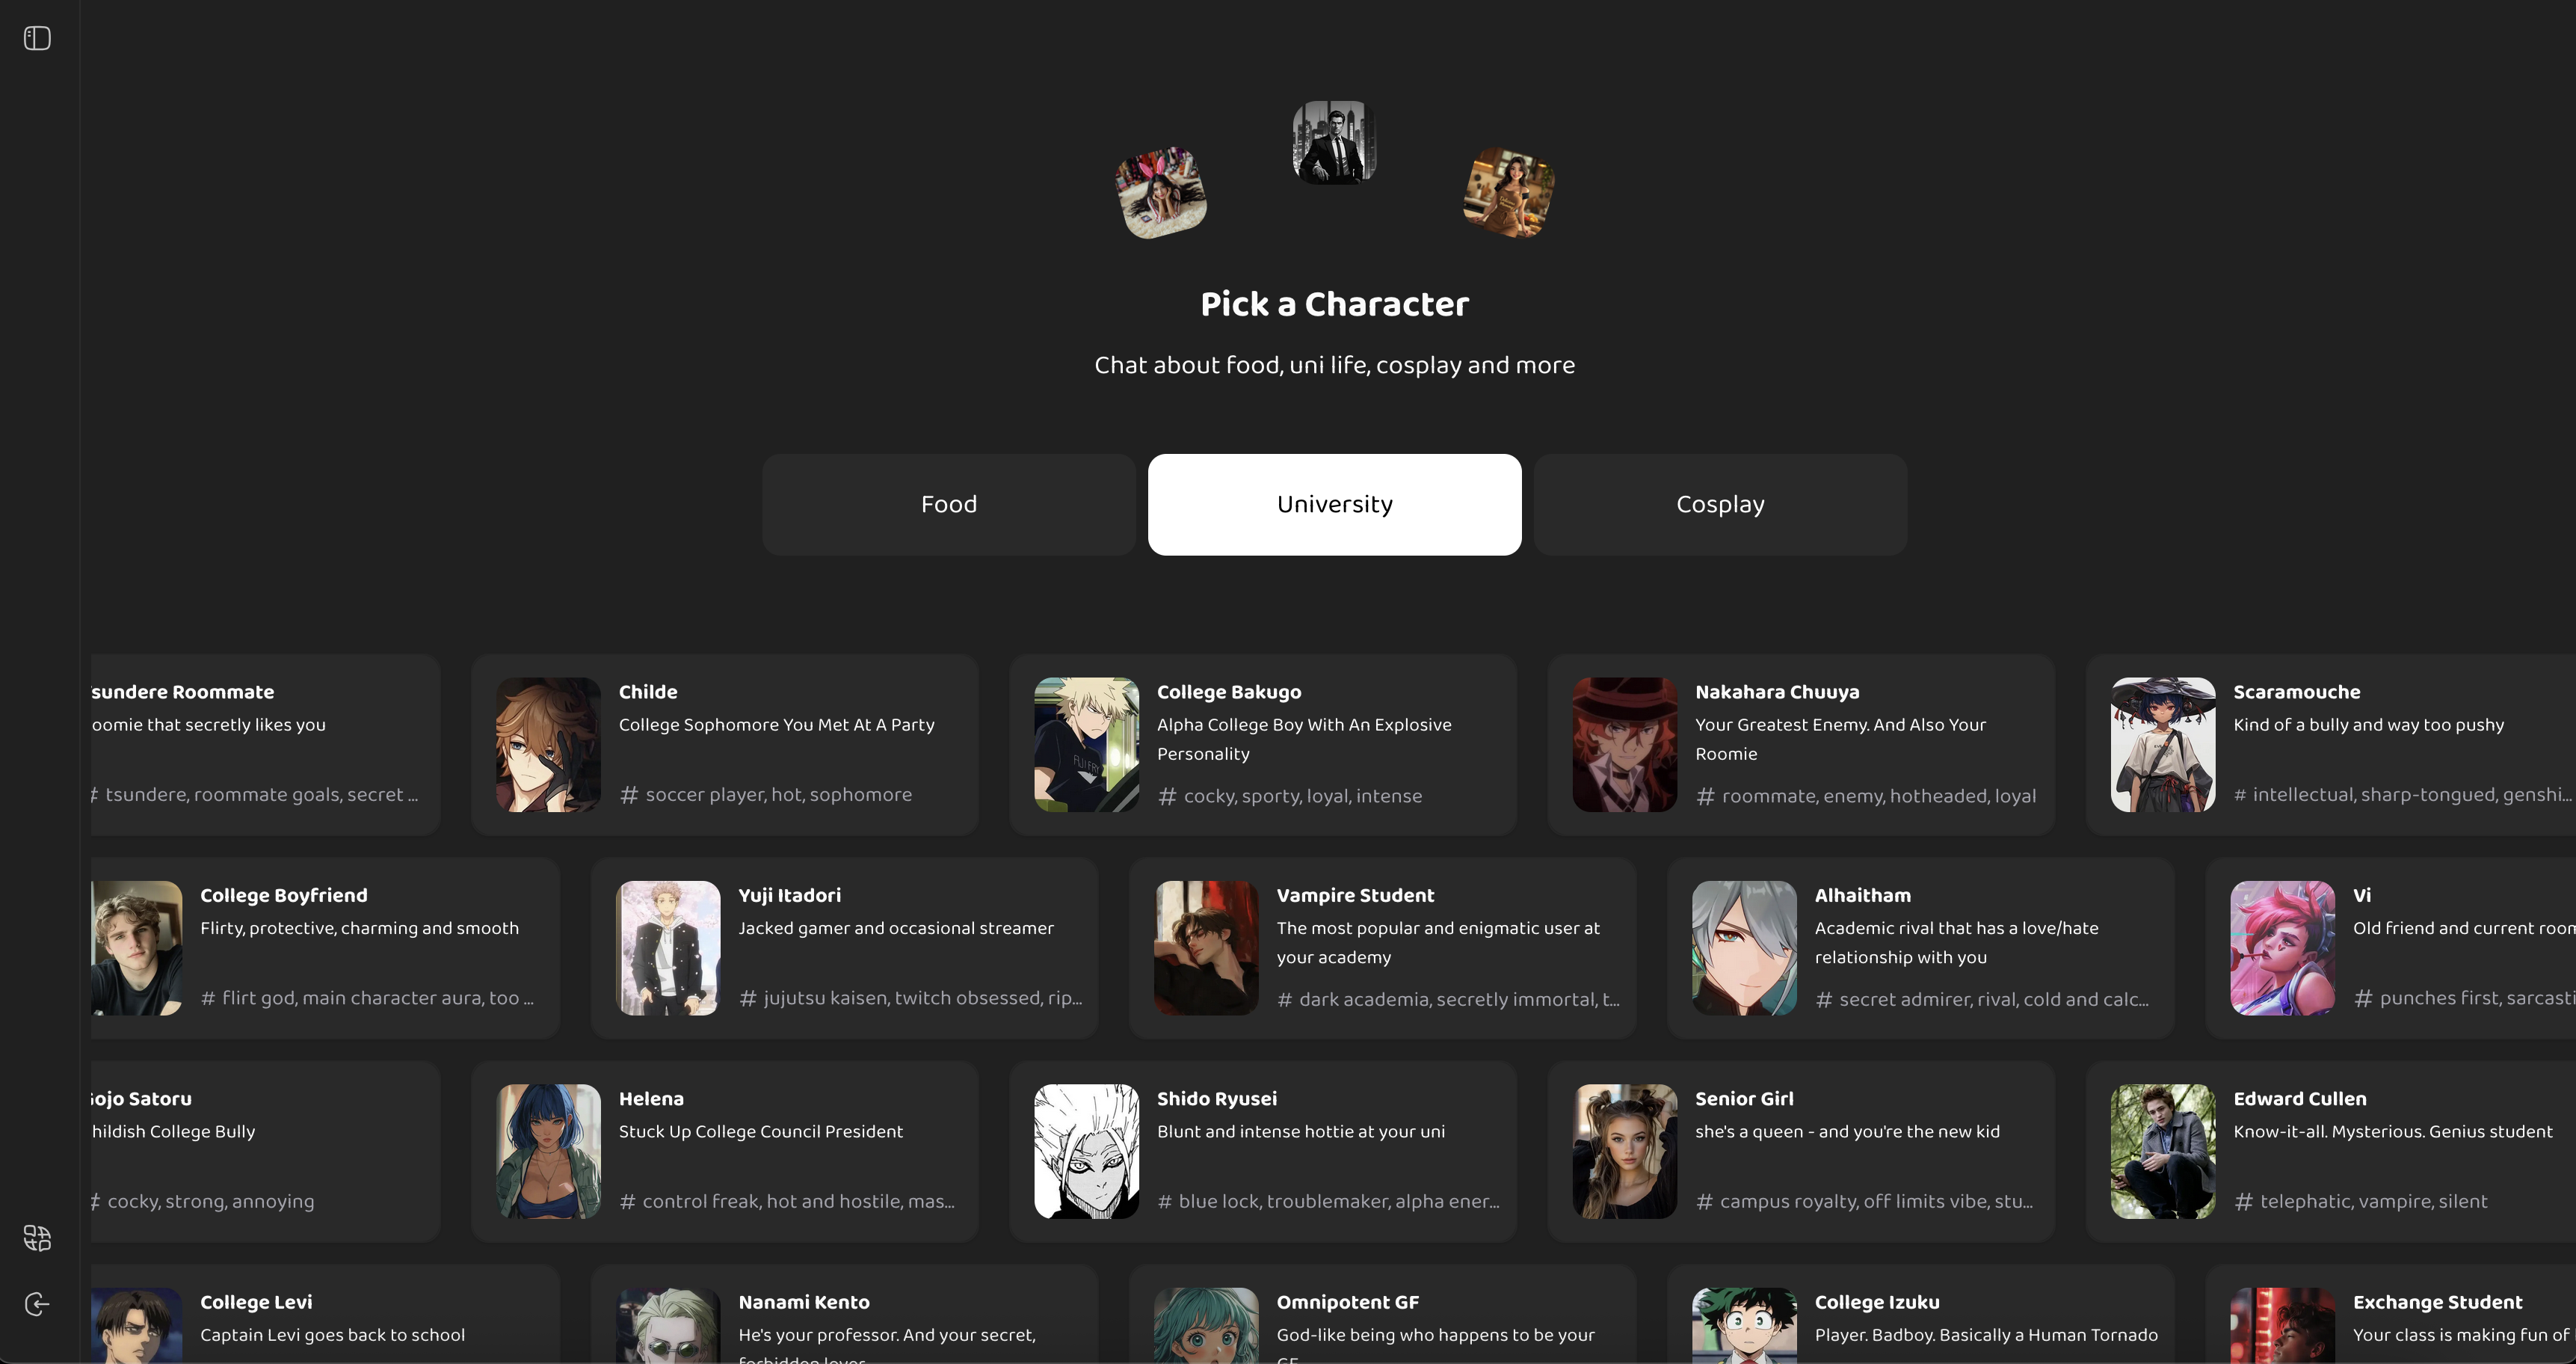 Pick a Character
Chat about food, uni life, cosplay and more
Food
University
Cosplay
sundere Roommate
oomie that secretly likes you
# tsundere, roommate goals, secret ...
Childe
College Sophomore You Met At A Party
# soccer player, hot, sophomore
College Bakugo
Alpha College Boy With An Explosive
Personality
# cocky, sporty, loyal, intense
Nakahara Chuuya
Your Greatest Enemy. And Also Your
Roomie
# roommate, enemy, hotheaded, loyal
Scaramouche
Kind of a bully and way too pushy
# intellectual, sharp-tongued, genshi...
College Boyfriend
Flirty, protective, charming and smooth
# flirt god, main character aura, too ...
Yuji Itadori
Jacked gamer and occasional streamer
# jujutsu kaisen, twitch obsessed, rip...
Vampire Student
The most popular and enigmatic user at
your academy
# dark academia, secretly immortal, t...
Alhaitham
Academic rival that has a love/hate
relationship with you
# secret admirer, rival, cold and calc...
Vi
Old friend and current room
# punches first, sarcasti
Gojo Satoru
hildish College Bully
# cocky, strong, annoying
Helena
Stuck Up College Council President
# control freak, hot and hostile, mas...
Shido Ryusei
Blunt and intense hottie at your uni
# blue lock, troublemaker, alpha ener...
Senior Girl
she's a queen - and you're the new kid
# campus royalty, off limits vibe, stu...
Edward Cullen
Know-it-all. Mysterious. Genius student
# telephatic, vampire, silent
College Levi
Captain Levi goes back to school
Nanami Kento
He's your professor. And your secret,
forbidden lover
Omnipotent GF
God-like being who happens to be your
GF
College Izuku
Player. Badboy. Basically a Human Tornado
Exchange Student
Your class is making fun of